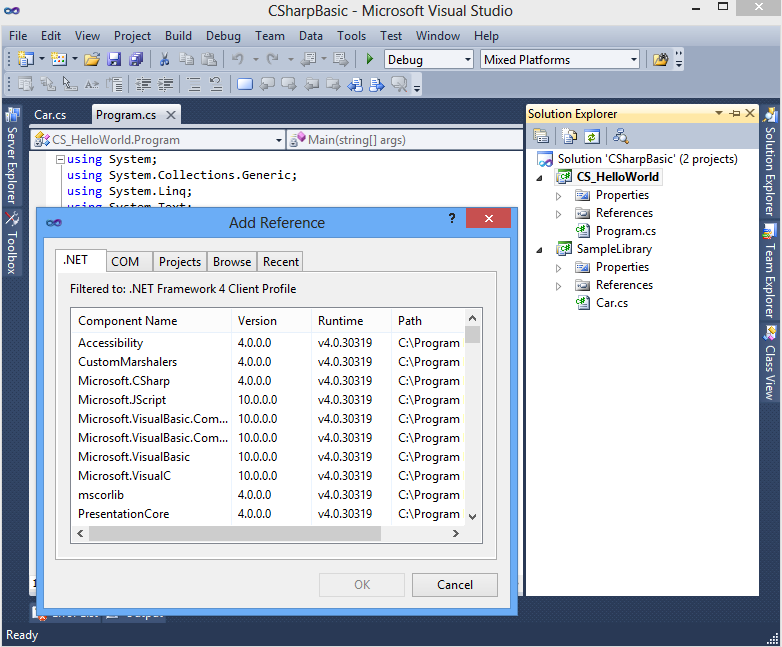 CSharpBasic - Microsoft Visual Studio
File Edit View Project Build Debug Team Data Tools Test Window Help
Debug Mixed Platforms
Car.cs Program.cs
CS_HelloWorld.Program Main(string[] args)
using System;
using System.Collections.Generic;
using System.Linq;
using System.Text;
Server Explorer
Toolbox
Add Reference
.NET COM Projects Browse Recent
Filtered to: .NET Framework 4 Client Profile
Component Name Version Runtime Path
Accessibility 4.0.0.0 v4.0.30319 C:\Program
CustomMarshalers 4.0.0.0 v4.0.30319 C:\Program
Microsoft.CSharp 4.0.0.0 v4.0.30319 C:\Program
Microsoft.JScript 10.0.0.0 v4.0.30319 C:\Program
Microsoft.VisualBasic.Com... 10.0.0.0 v4.0.30319 C:\Program
Microsoft.VisualBasic.Com... 10.0.0.0 v4.0.30319 C:\Program
Microsoft.VisualBasic 10.0.0.0 v4.0.30319 C:\Program
Microsoft.VisualC 10.0.0.0 v4.0.30319 C:\Program
mscorlib 4.0.0.0 v4.0.30319 C:\Program
PresentationCore 4.0.0.0 v4.0.30319 C:\Program
OK Cancel
Solution Explorer
Solution 'CSharpBasic' (2 projects)
CS_HelloWorld
Properties
References
Program.cs
SampleLibrary
Properties
References
Car.cs
Solution Explorer
Team Explorer
Class View
Ready